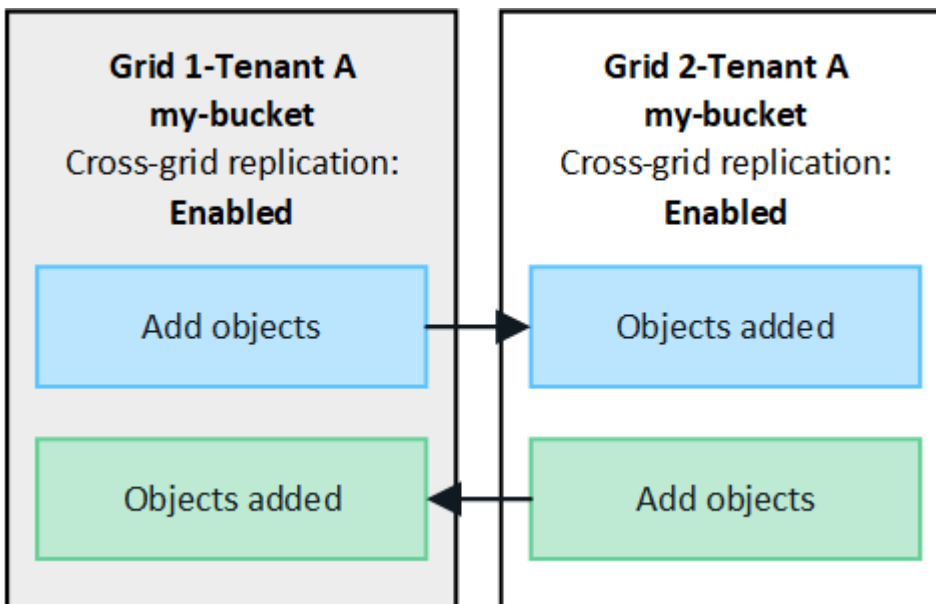 Grid 1-Tenant A
my-bucket
Cross-grid replication:
Enabled
Add objects
Objects added
Grid 2-Tenant A
my-bucket
Cross-grid replication:
Enabled
Objects added
Add objects